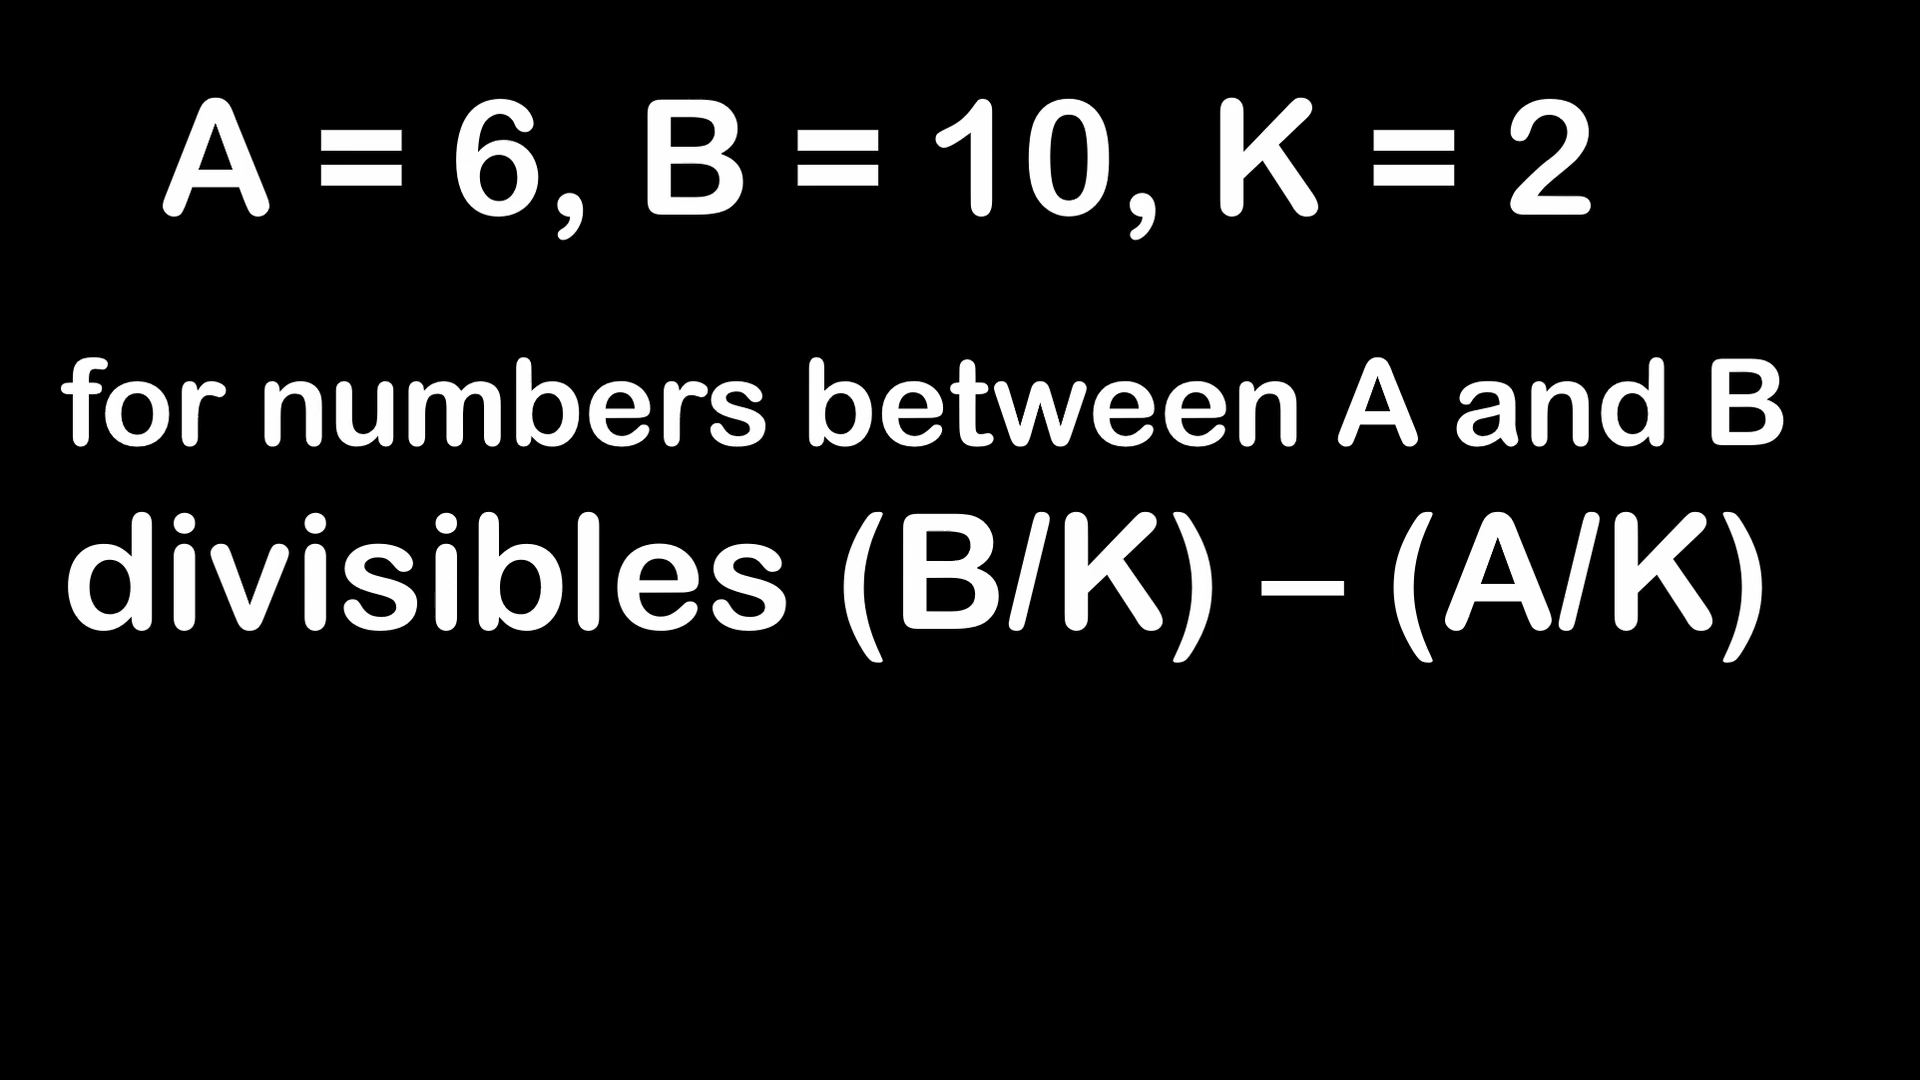 A = 6, B = 10, K = 2
for numbers between A and B
divisibles (B/K) – (A/K)